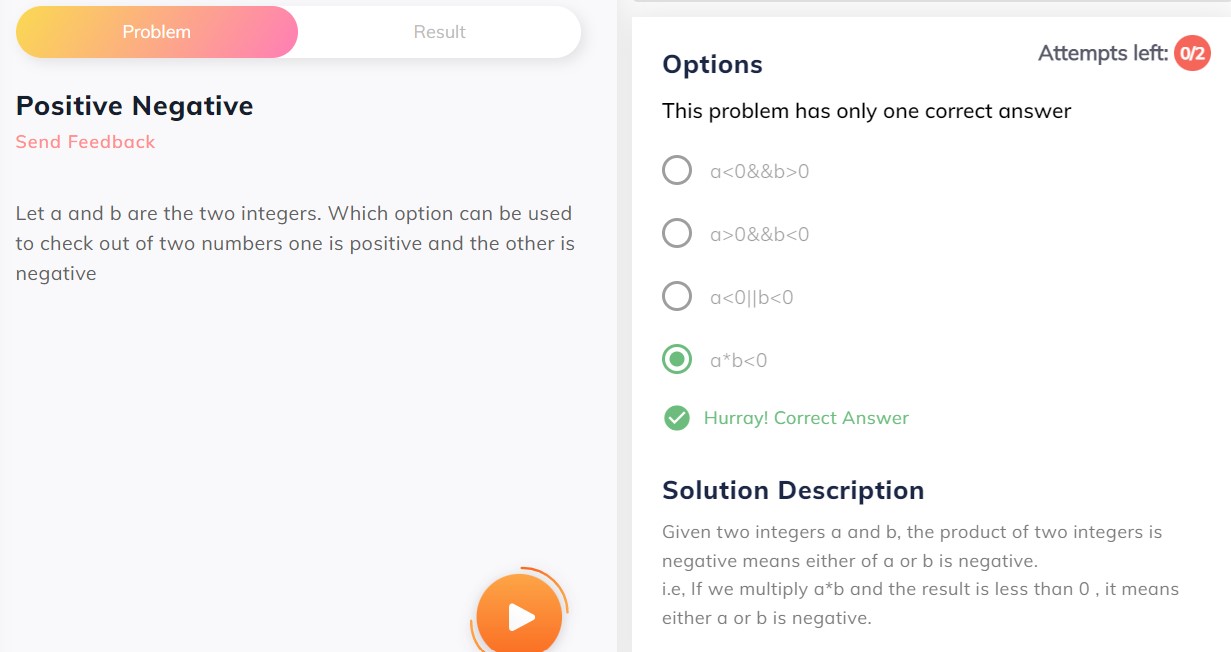 Problem
Result
Positive Negative
Send Feedback
Let a and b are the two integers. Which option can be used
to check out of two numbers one is positive and the other is
negative
Attempts left: 0/2
Options
This problem has only one correct answer
a<0&&b>0
a>0&&b<0
a<0||b<0
a*b<0
Hurray! Correct Answer
Solution Description
Given two integers a and b, the product of two integers is
negative means either of a or b is negative.
i.e, If we multiply a*b and the result is less than 0 , it means
either a or b is negative.